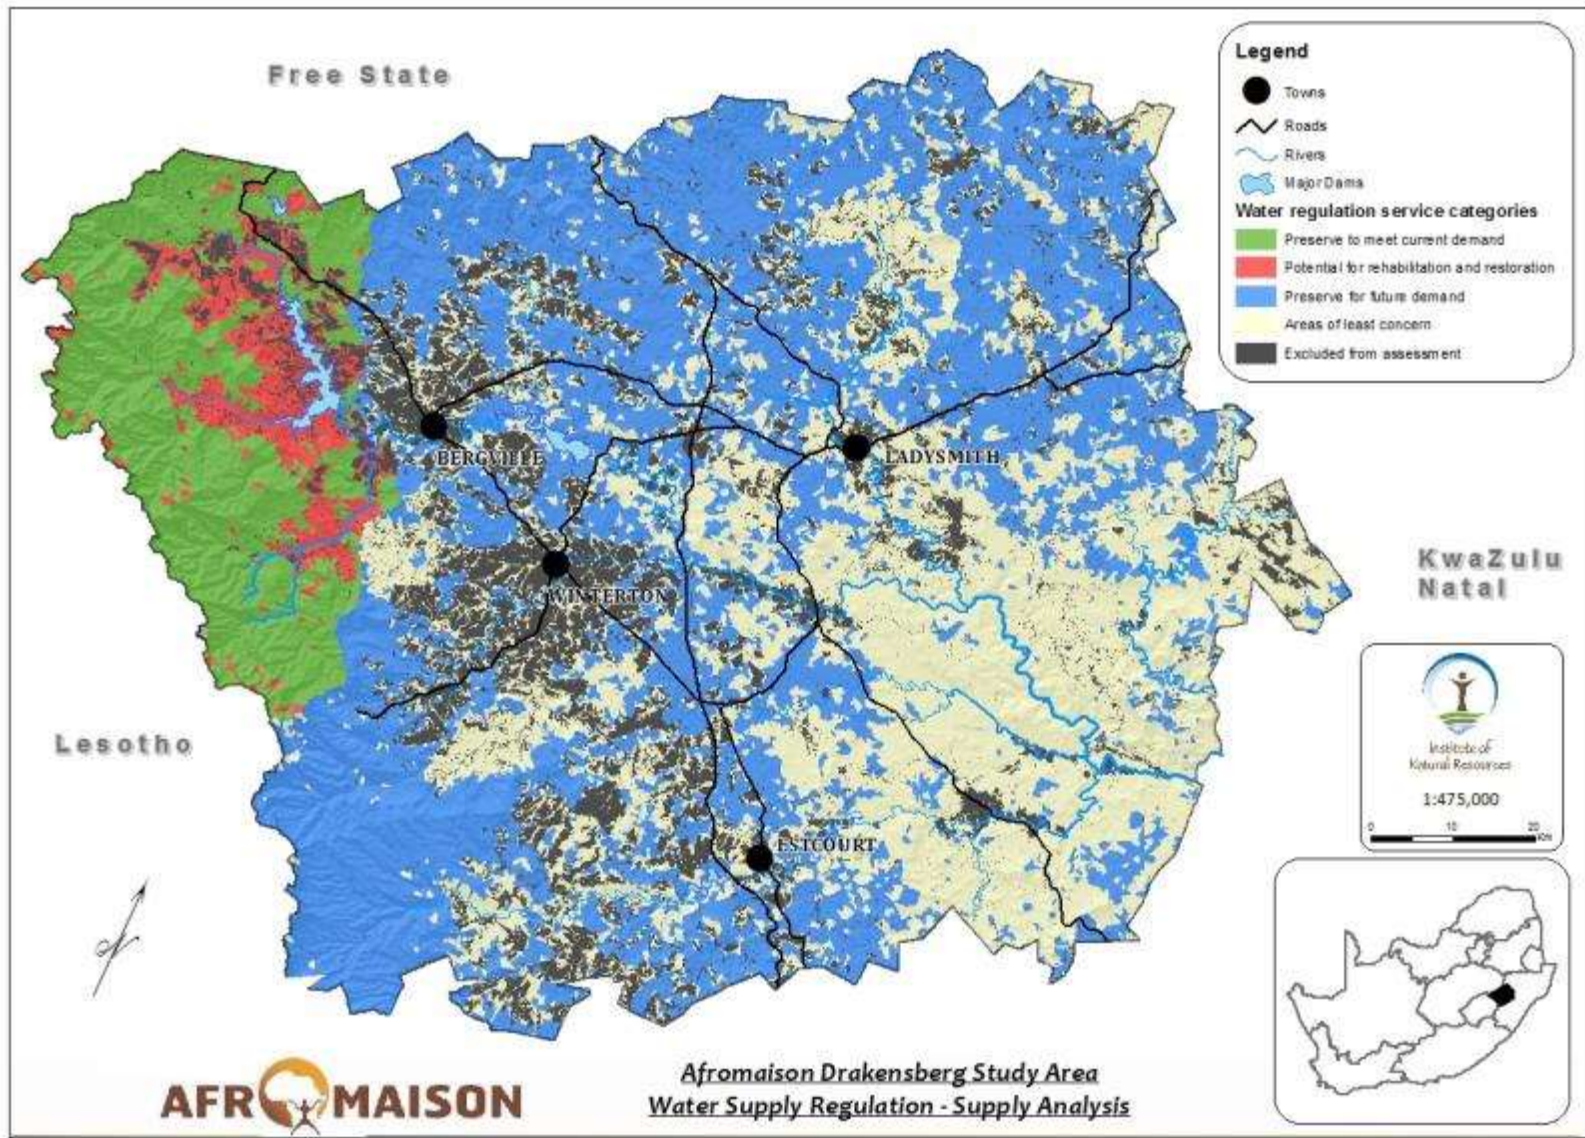 Free State
Legend
Towns
Roads
Rivers
Major Dams
Water regulation service categories
Preserve to meet current demand
Potential for rehabilitation and restoration
Preserve for future demand
Areas of least concern
Excluded from assessment
BERGVILLE
LADYSMITH
WINTERTON
KwaZulu
Natal
Lesotho
ESTCOURT
Institute of
Natural Resources
1:475,000
0 10 20
Km
AFROMAISON
Afromaison Drakensberg Study Area
Water Supply Regulation - Supply Analysis